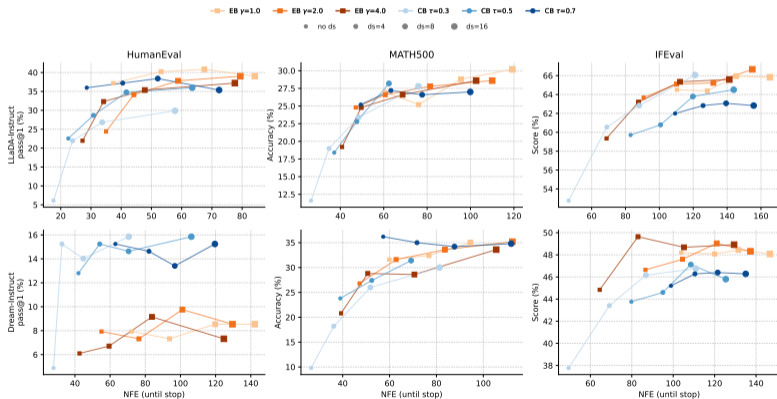 EB γ=1.0 EB γ=2.0 EB γ=4.0 CB τ=0.3 CB τ=0.5 CB τ=0.7
no ds ds=4 ds=8 ds=16
HumanEval MATH500 IFEval
LLaDA-Instruct
pass@1 (%)
40
35
30
25
20
15
10
5
20 30 40 50 60 70 80
Accuracy (%)
30.0
27.5
25.0
22.5
20.0
17.5
15.0
12.5
40 60 80 100 120
Score (%)
66
64
62
60
58
56
54
60 80 100 120 140 160
Dream-Instruct
pass@1 (%)
16
14
12
10
8
6
40 60 80 100 120 140
NFE (until stop)
Accuracy (%)
35
30
25
20
15
10
40 60 80 100
NFE (until stop)
Score (%)
50
48
46
44
42
40
38
60 80 100 120 140
NFE (until stop)